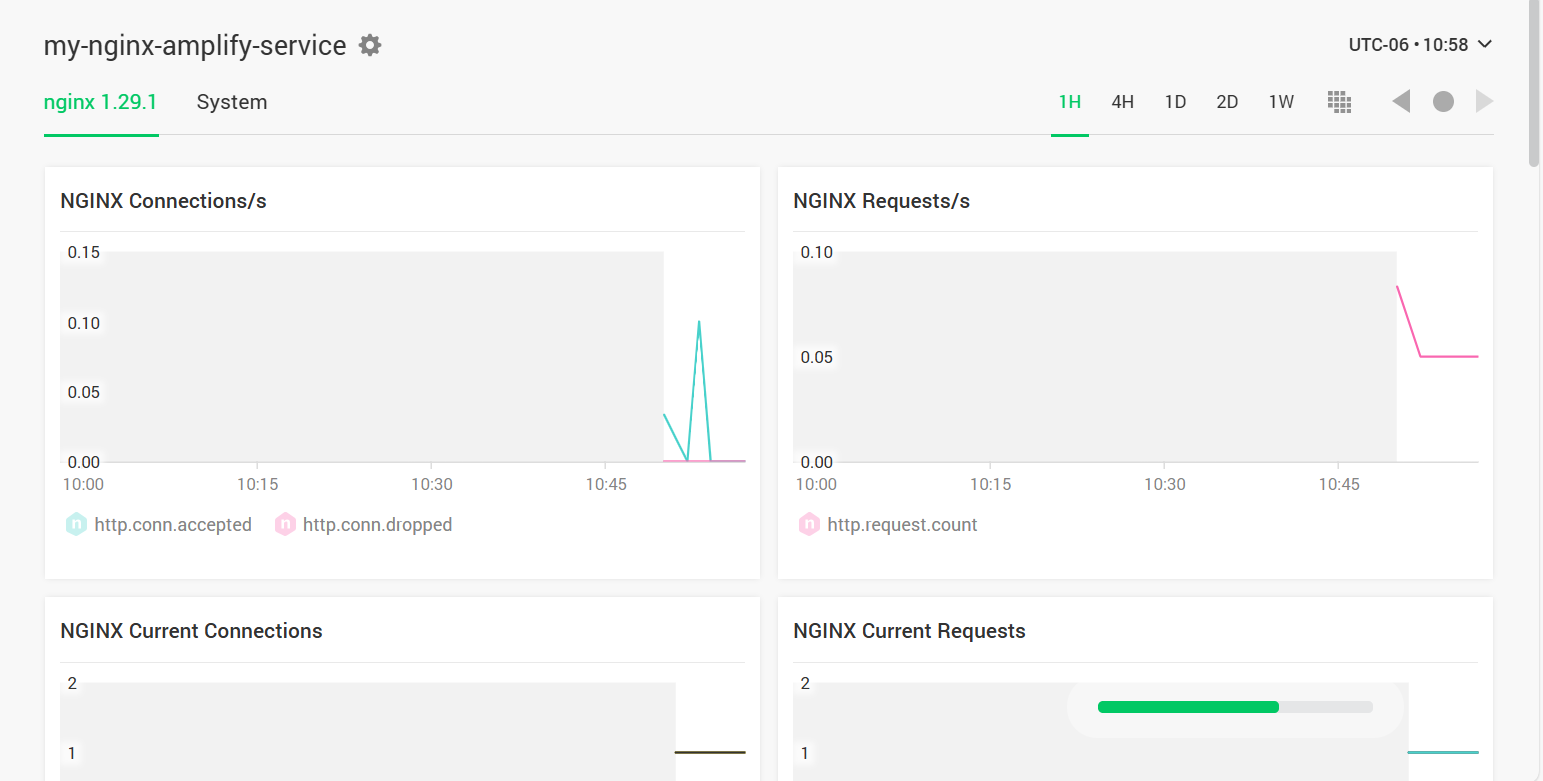 my-nginx-amplify-service
UTC-06 • 10:58
nginx 1.29.1 System
1H 4H 1D 2D 1W
NGINX Connections/s
0.15
0.10
0.05
0.00
10:00 10:15 10:30 10:45
n http.conn.accepted n http.conn.dropped
NGINX Requests/s
0.10
0.05
0.00
10:00 10:15 10:30 10:45
n http.request.count
NGINX Current Connections
2
1
NGINX Current Requests
2
1